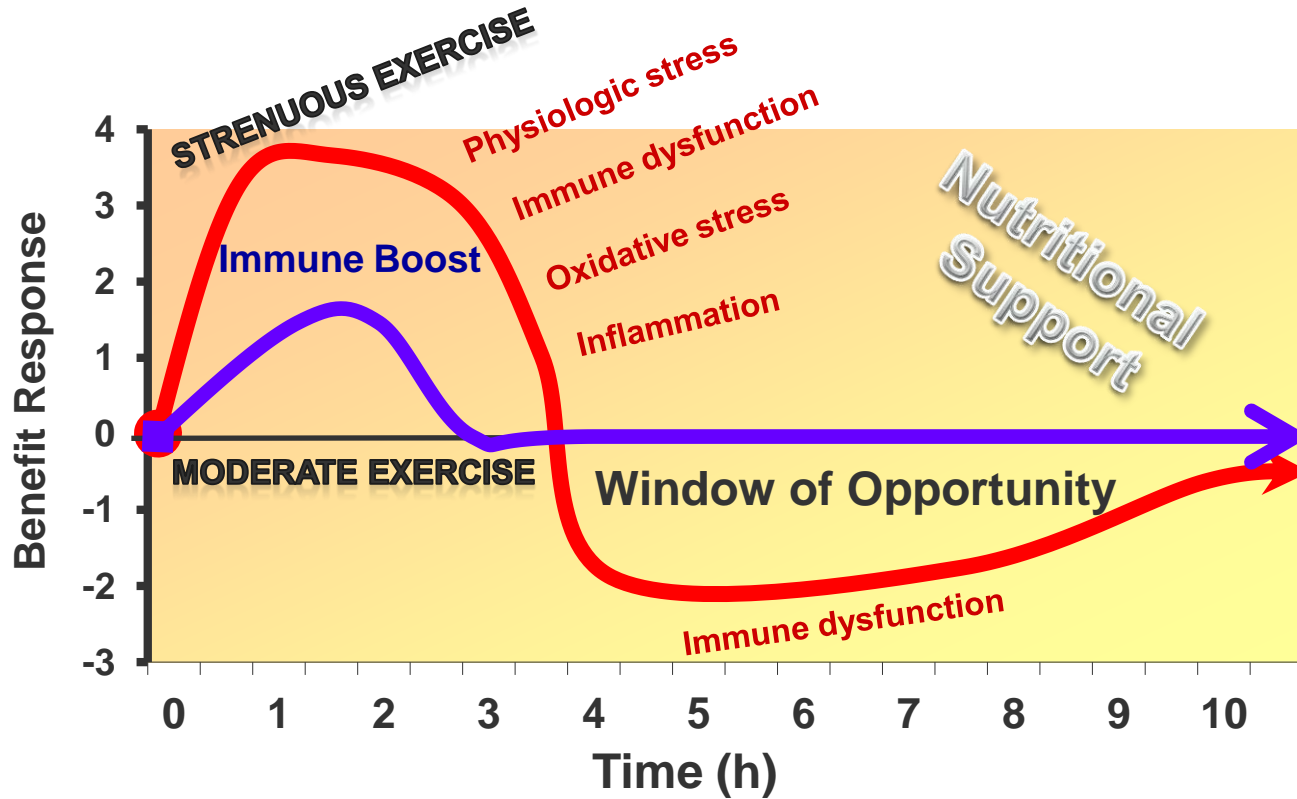 STRENUOUS EXERCISE
Physiologic stress
Immune dysfunction
Oxidative stress
Inflammation
Nutritional
Support
Immune Boost
MODERATE EXERCISE
Window of Opportunity
Immune dysfunction
Benefit Response
4
3
2
1
0
-1
-2
-3
0 1 2 3 4 5 6 7 8 9 10
Time (h)